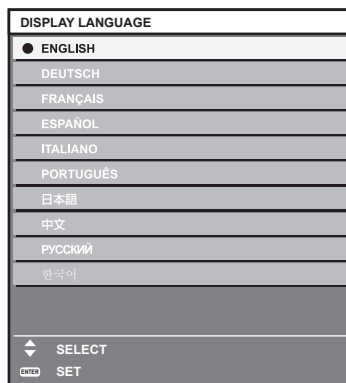 DISPLAY LANGUAGE
ENGLISH
DEUTSCH
FRANÇAIS
ESPAÑOL
ITALIANO
PORTUGUÊS
日本語
中文
РУССКИЙ
한국어
SELECT
ENTER SET